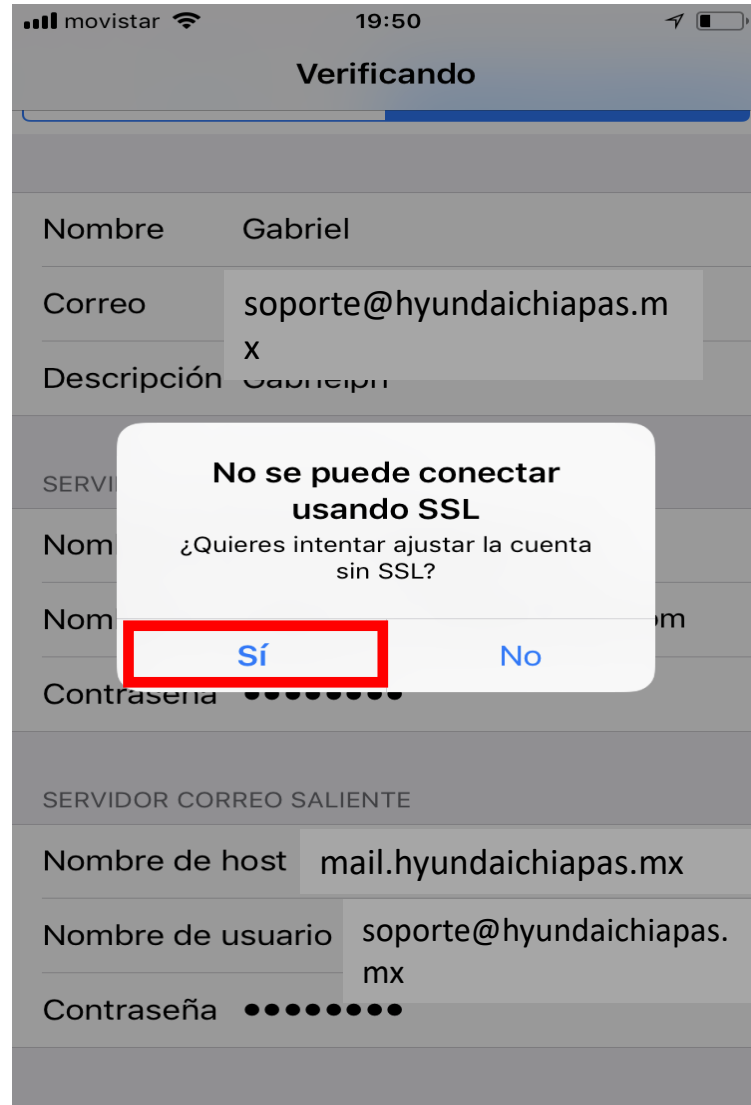 movistar 19:50
Verificando
Nombre Gabriel
Correo soporte@hyundaichiapas.m
x
Descripción
No se puede conectar
usando SSL
¿Quieres intentar ajustar la cuenta
sin SSL?
Sí No
Contraseña ●●●●●●●●
SERVIDOR CORREO SALIENTE
Nombre de host mail.hyundaichiapas.mx
Nombre de usuario soporte@hyundaichiapas.
mx
Contraseña ●●●●●●●●